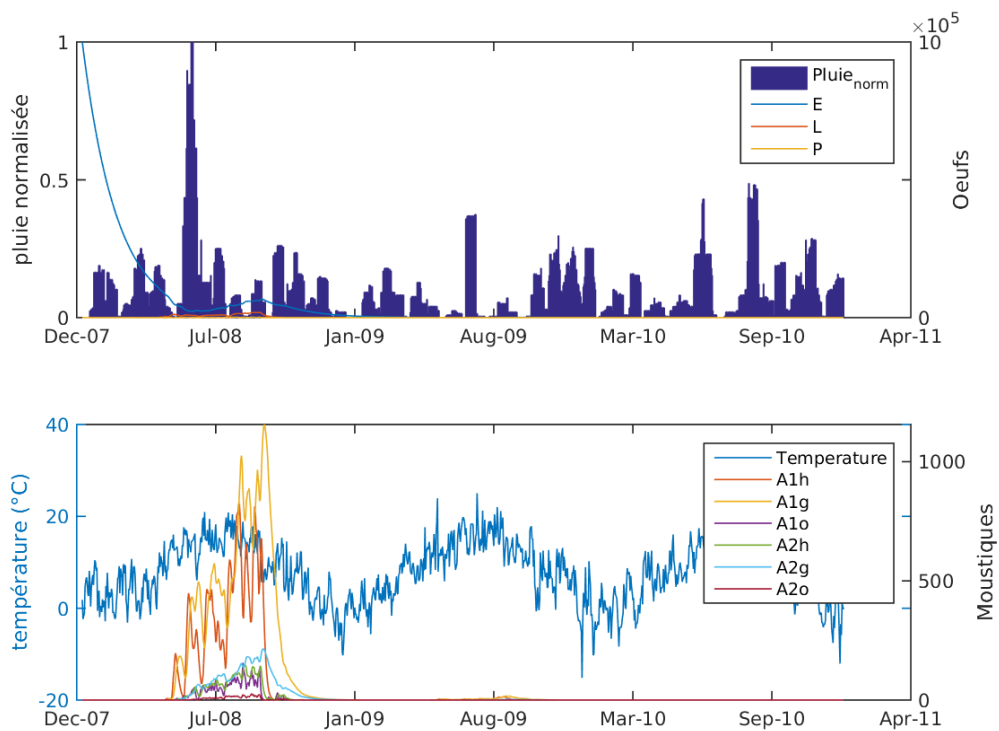 ×10⁵
1
0.5
0
pluie normalisée
10
5
0
Oeufs
Pluie_norm
E
L
P
Dec-07 Jul-08 Jan-09 Aug-09 Mar-10 Sep-10 Apr-11
40
20
0
-20
température (°C)
1000
500
0
Moustiques
Temperature
A1h
A1g
A1o
A2h
A2g
A2o
Dec-07 Jul-08 Jan-09 Aug-09 Mar-10 Sep-10 Apr-11